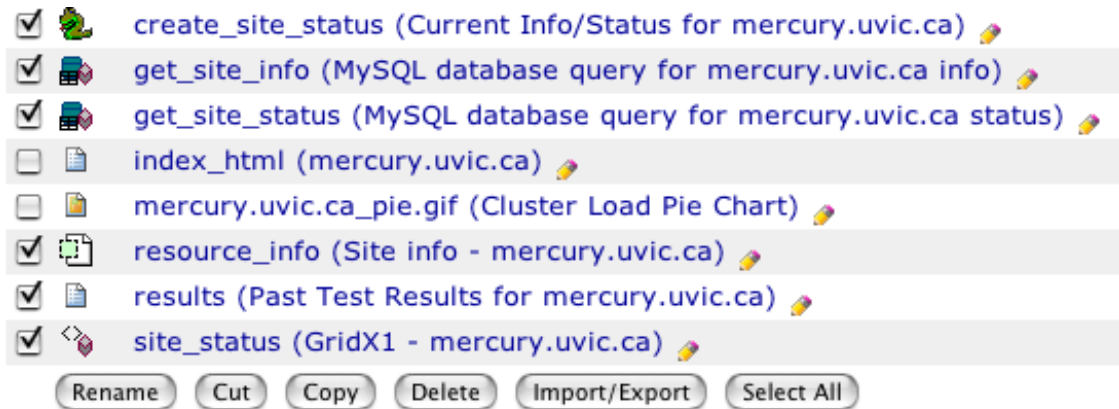 create_site_status (Current Info/Status for mercury.uvic.ca)
get_site_info (MySQL database query for mercury.uvic.ca info)
get_site_status (MySQL database query for mercury.uvic.ca status)
index_html (mercury.uvic.ca)
mercury.uvic.ca_pie.gif (Cluster Load Pie Chart)
resource_info (Site info - mercury.uvic.ca)
results (Past Test Results for mercury.uvic.ca)
site_status (GridX1 - mercury.uvic.ca)
Rename Cut Copy Delete Import/Export Select All